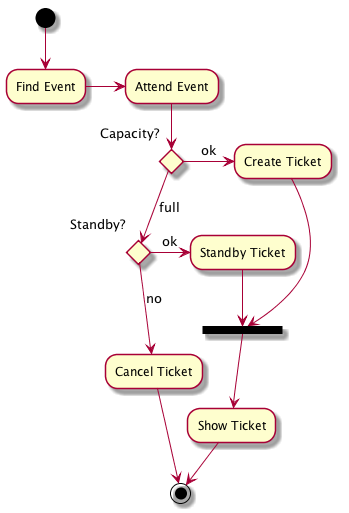 Find Event
Attend Event
Capacity?
ok
Create Ticket
full
Standby?
ok
Standby Ticket
no
Cancel Ticket
Show Ticket